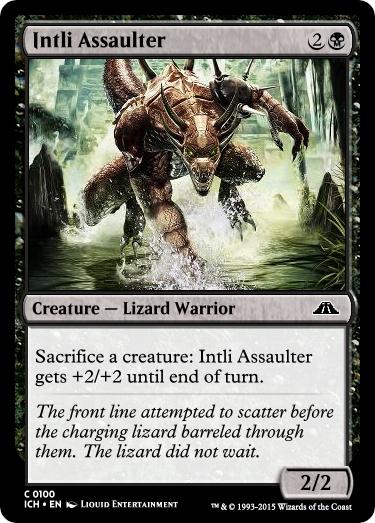 Intli Assaulter 2
Creature — Lizard Warrior
Sacrifice a creature: Intli Assaulter
gets +2/+2 until end of turn.
The front line attempted to scatter before
the charging lizard barreled through
them. The lizard did not wait.
2/2
C 0100
ICH • EN Liquid Entertainment
™ & © 1993-2015 Wizards of the Coast